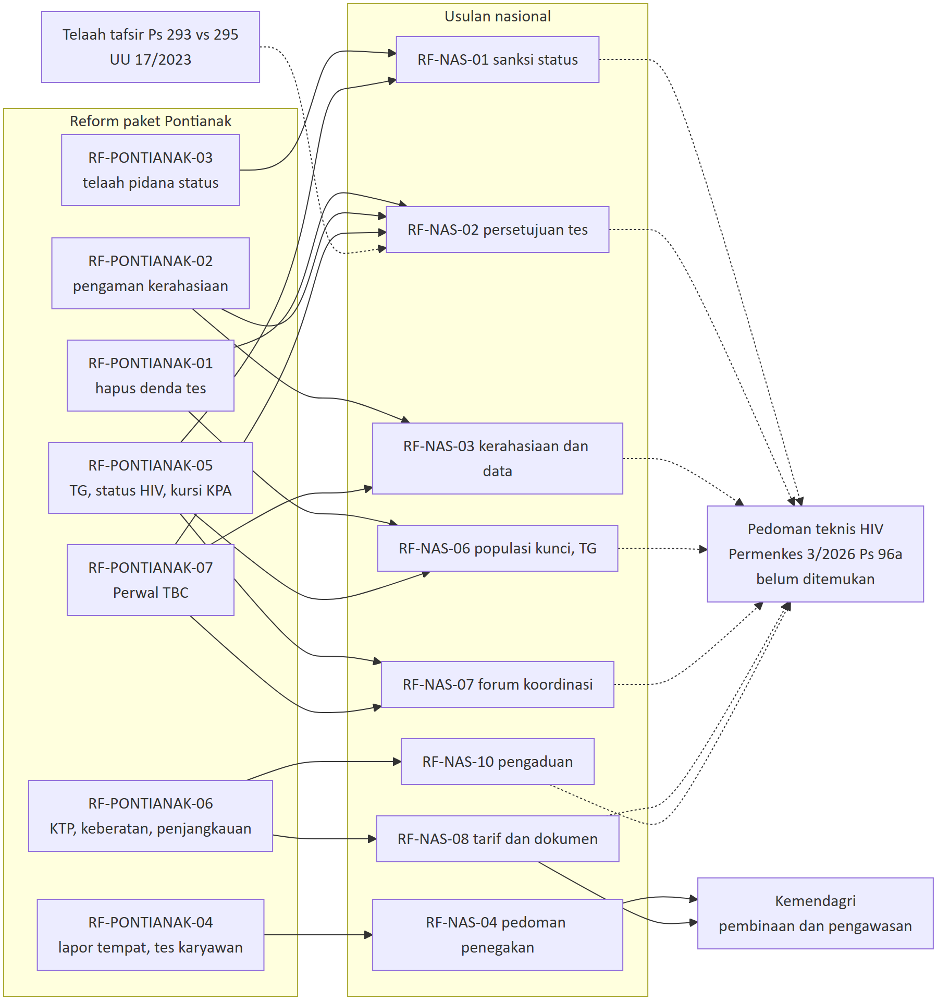 Telaah tafsir Ps 293 vs 295
UU 17/2023
Reform paket Pontianak
RF-PONTIANAK-03
telaah pidana status
RF-PONTIANAK-02
pengaman kerahasiaan
RF-PONTIANAK-01
hapus denda tes
RF-PONTIANAK-05
TG, status HIV, kursi KPA
RF-PONTIANAK-07
Perwal TBC
RF-PONTIANAK-06
KTP, keberatan, penjangkauan
RF-PONTIANAK-04
lapor tempat, tes karyawan
Usulan nasional
RF-NAS-01 sanksi status
RF-NAS-02 persetujuan tes
RF-NAS-03 kerahasiaan dan
data
RF-NAS-06 populasi kunci, TG
RF-NAS-07 forum koordinasi
RF-NAS-10 pengaduan
RF-NAS-08 tarif dan dokumen
RF-NAS-04 pedoman
penegakan
Pedoman teknis HIV
Permenkes 3/2026 Ps 96a
belum ditemukan
Kemendagri
pembinaan dan pengawasan